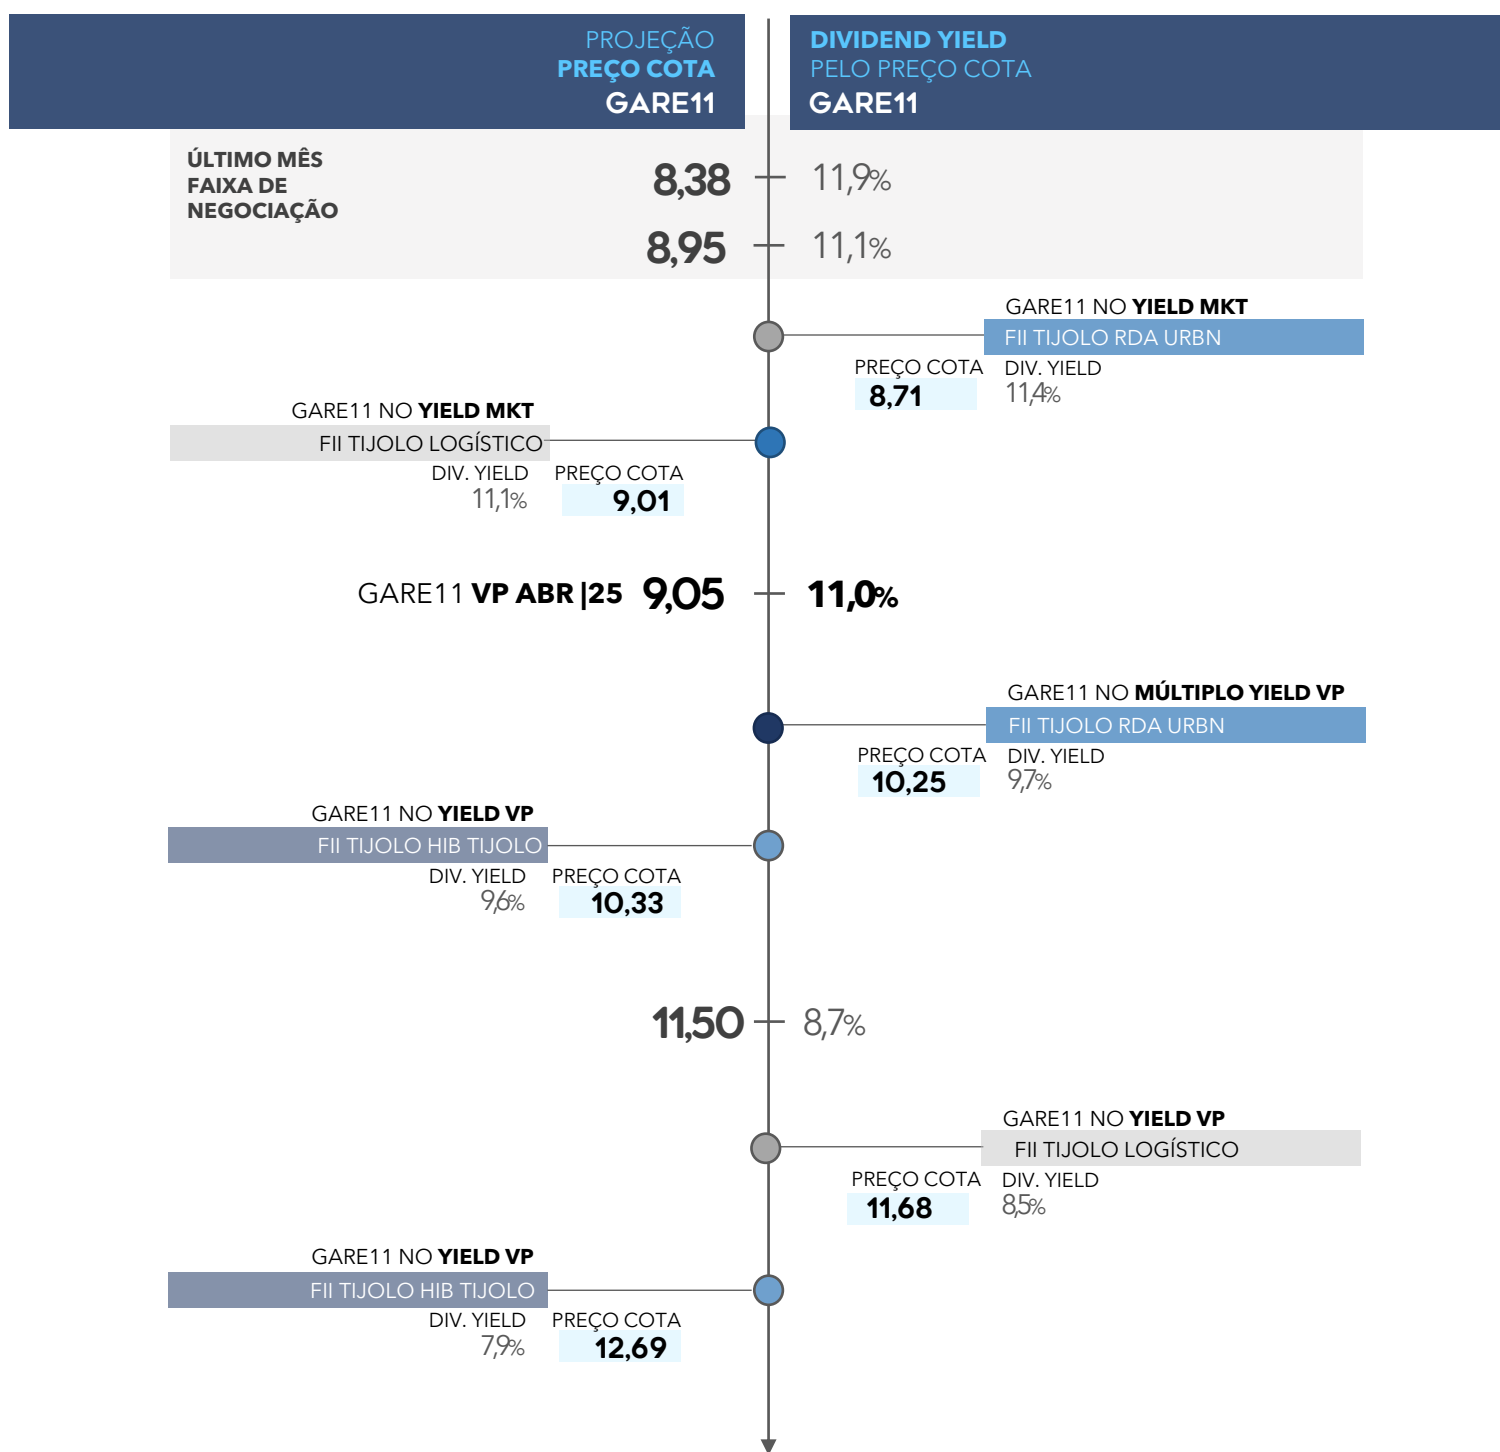 PROJEÇÃO
PREÇO COTA
GARE11
DIVIDEND YIELD
PELO PREÇO COTA
GARE11
ÚLTIMO MÊS
FAIXA DE
NEGOCIAÇÃO
8,38 11,9%
8,95 11,1%
GARE11 NO YIELD MKT
FII TIJOLO RDA URBN
PREÇO COTA DIV. YIELD
8,71 11,4%
GARE11 NO YIELD MKT
FII TIJOLO LOGÍSTICO
DIV. YIELD PREÇO COTA
11,1% 9,01
GARE11 VP ABR |25 9,05 11,0%
GARE11 NO MÚLTIPLO YIELD VP
FII TIJOLO RDA URBN
PREÇO COTA DIV. YIELD
10,25 9,7%
GARE11 NO YIELD VP
FII TIJOLO HIB TIJOLO
DIV. YIELD PREÇO COTA
9,6% 10,33
11,50 8,7%
GARE11 NO YIELD VP
FII TIJOLO LOGÍSTICO
PREÇO COTA DIV. YIELD
11,68 8,5%
GARE11 NO YIELD VP
FII TIJOLO HIB TIJOLO
DIV. YIELD PREÇO COTA
7,9% 12,69